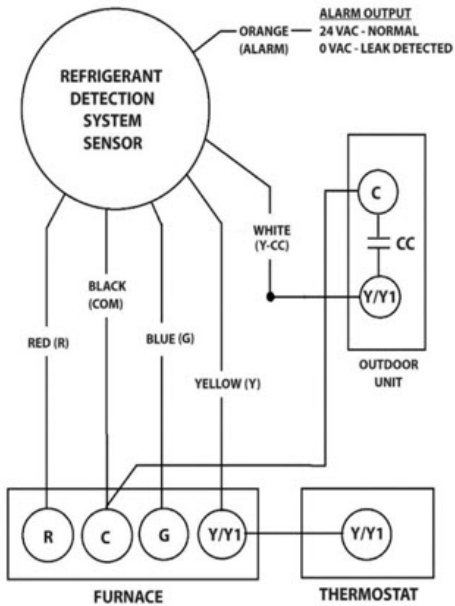 ALARM OUTPUT
ORANGE
(ALARM)
24 VAC - NORMAL
0 VAC - LEAK DETECTED
REFRIGERANT
DETECTION
SYSTEM
SENSOR
C
CC
Y/Y1
OUTDOOR
UNIT
WHITE
(Y-CC)
BLACK
(COM)
RED (R)
BLUE (G)
YELLOW (Y)
R
C
G
Y/Y1
Y/Y1
FURNACE
THERMOSTAT